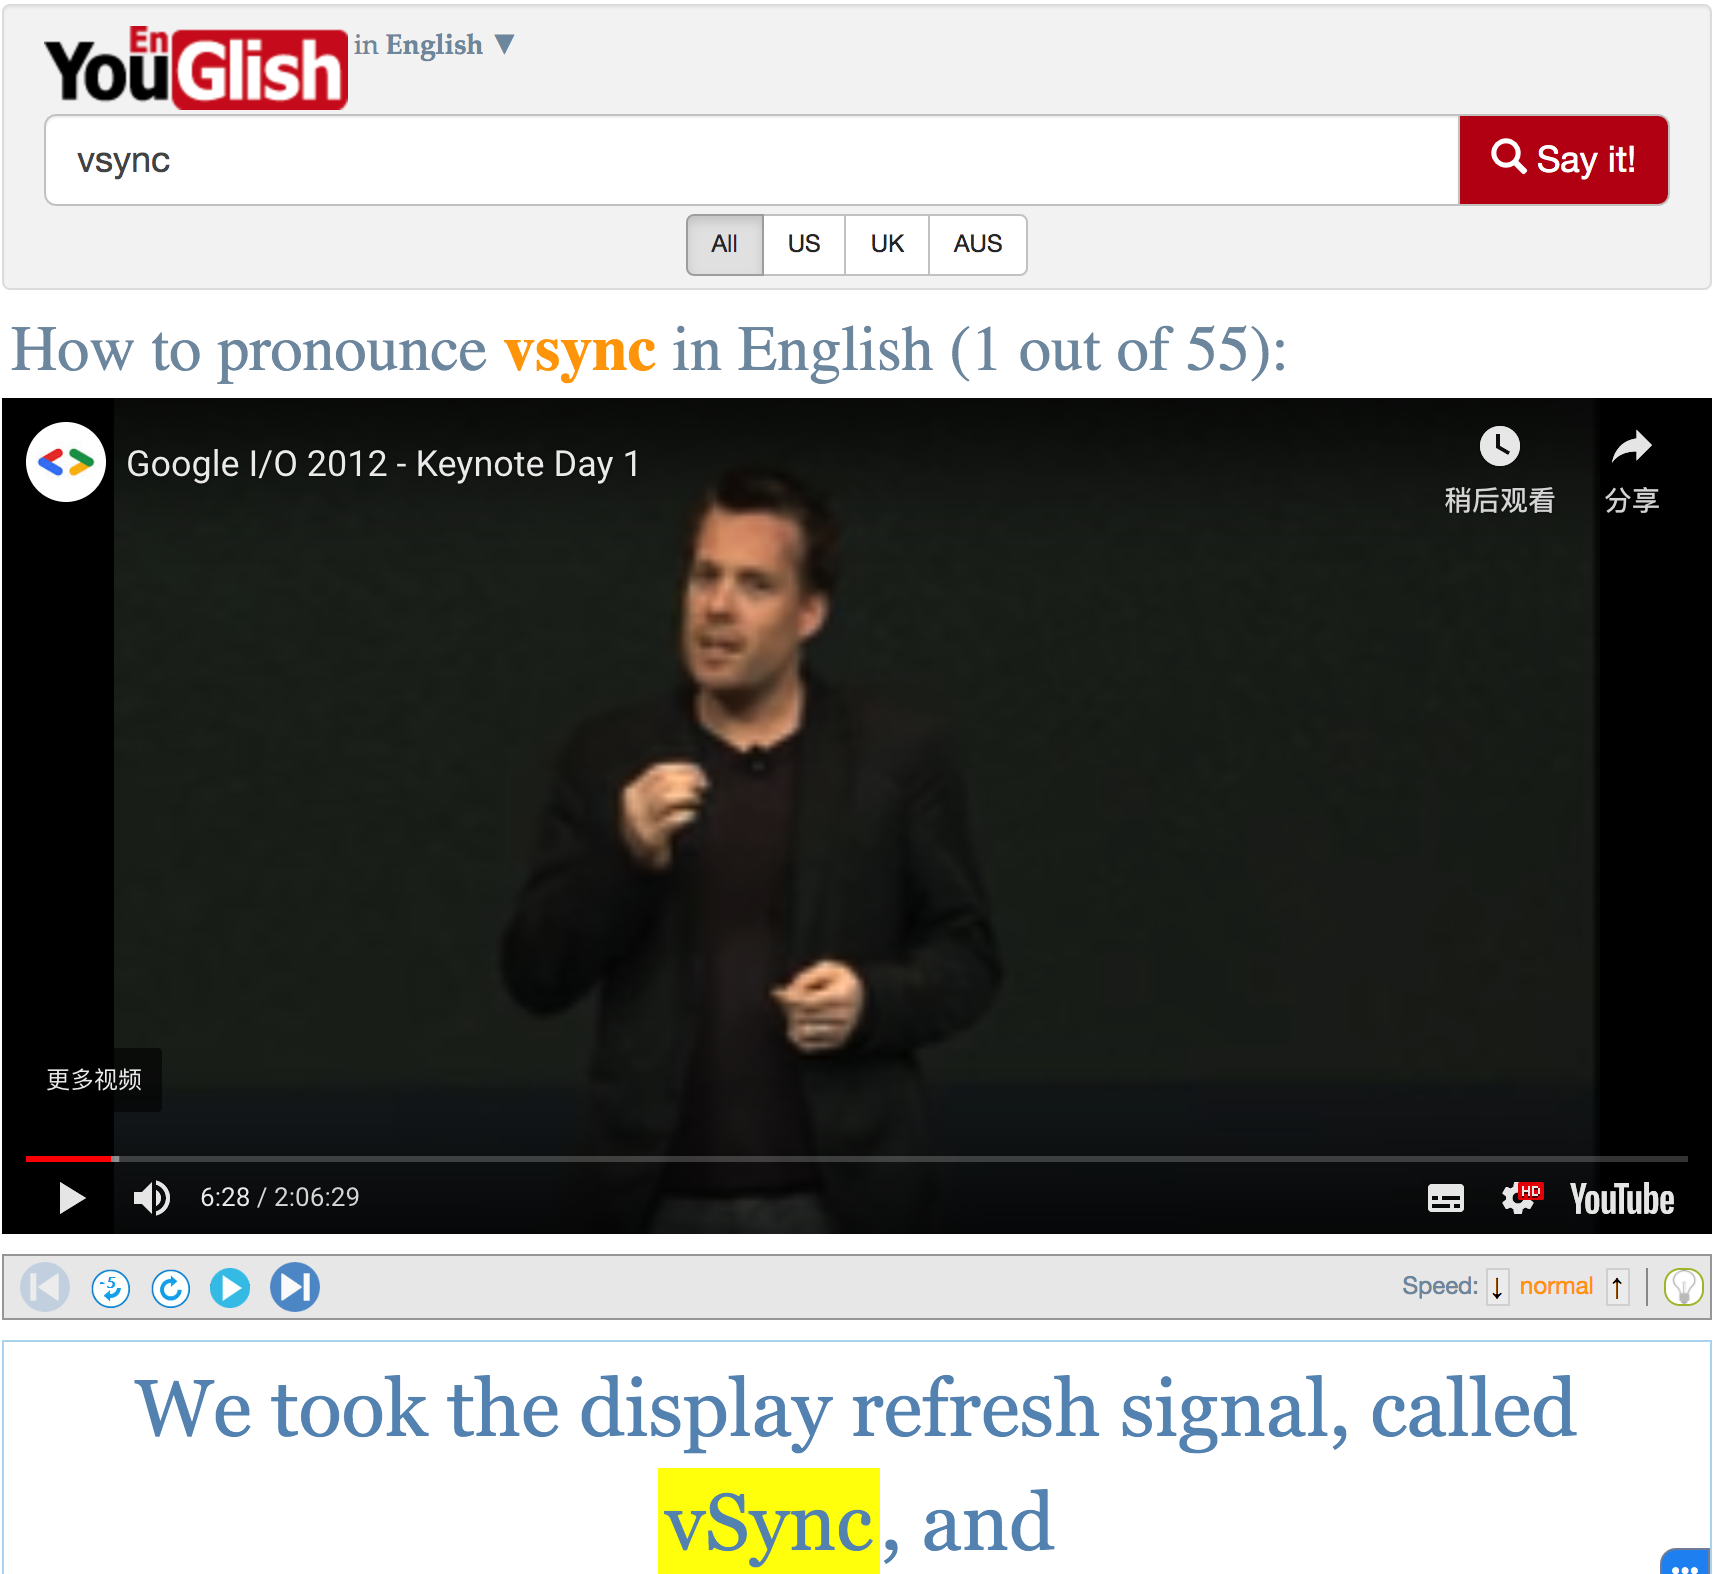 YouEnGlish in English ▼
vsync
Say it!
All US UK AUS
How to pronounce vsync in English (1 out of 55):
Google I/O 2012 - Keynote Day 1
稍后观看 分享
更多视频
6:28 / 2:06:29
HD YouTube
-5
Speed: ↓ normal ↑
We took the display refresh signal, called
vSync, and